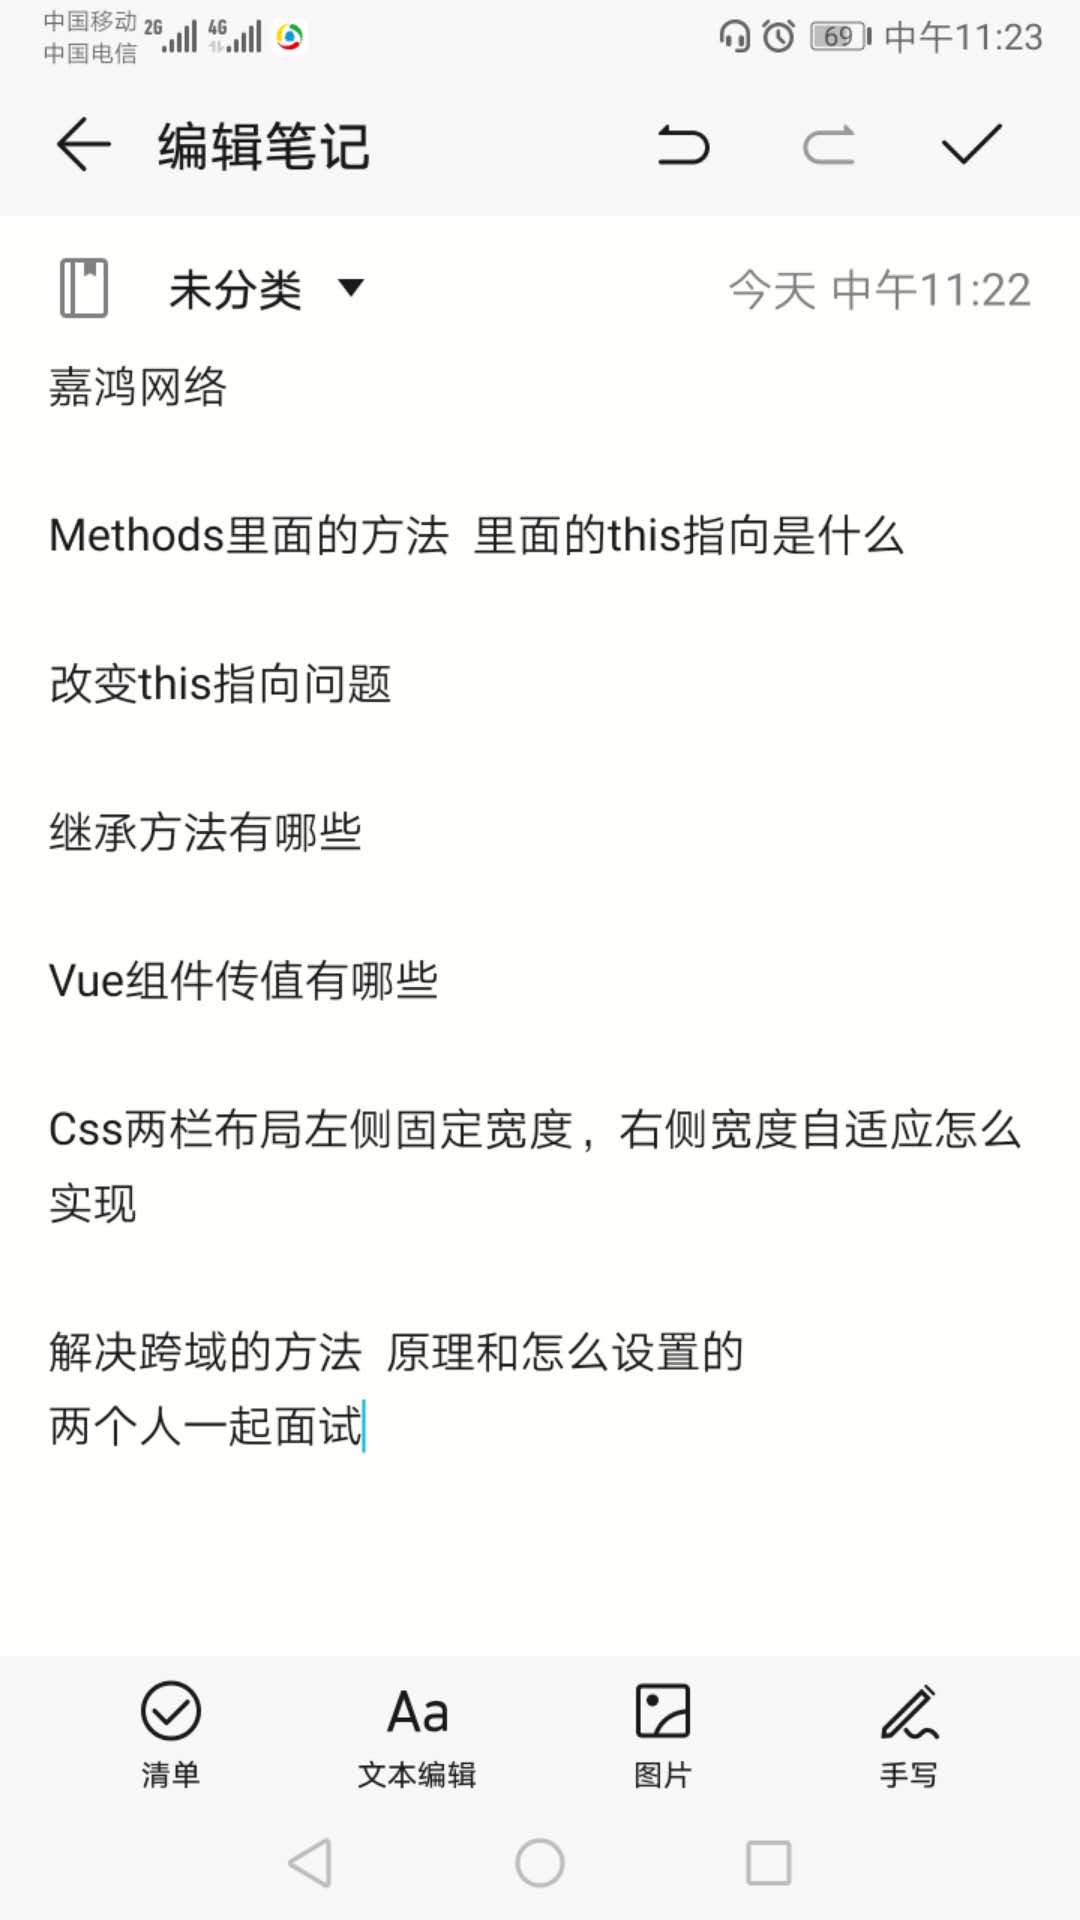 中国移动 2G 4G 69 中午11:23
中国电信
编辑笔记
未分类 今天 中午11:22
嘉鸿网络
Methods里面的方法 里面的this指向是什么
改变this指向问题
继承方法有哪些
Vue组件传值有哪些
Css两栏布局左侧固定宽度，右侧宽度自适应怎么
实现
解决跨域的方法 原理和怎么设置的
两个人一起面试
Aa
清单 文本编辑 图片 手写